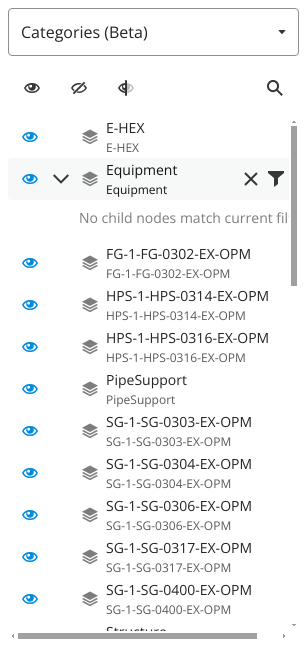 Categories (Beta)
E-HEX
E-HEX
Equipment
Equipment
No child nodes match current fil
FG-1-FG-0302-EX-OPM
FG-1-FG-0302-EX-OPM
HPS-1-HPS-0314-EX-OPM
HPS-1-HPS-0314-EX-OPM
HPS-1-HPS-0316-EX-OPM
HPS-1-HPS-0316-EX-OPM
PipeSupport
PipeSupport
SG-1-SG-0303-EX-OPM
SG-1-SG-0303-EX-OPM
SG-1-SG-0304-EX-OPM
SG-1-SG-0304-EX-OPM
SG-1-SG-0306-EX-OPM
SG-1-SG-0306-EX-OPM
SG-1-SG-0317-EX-OPM
SG-1-SG-0317-EX-OPM
SG-1-SG-0400-EX-OPM
SG-1-SG-0400-EX-OPM